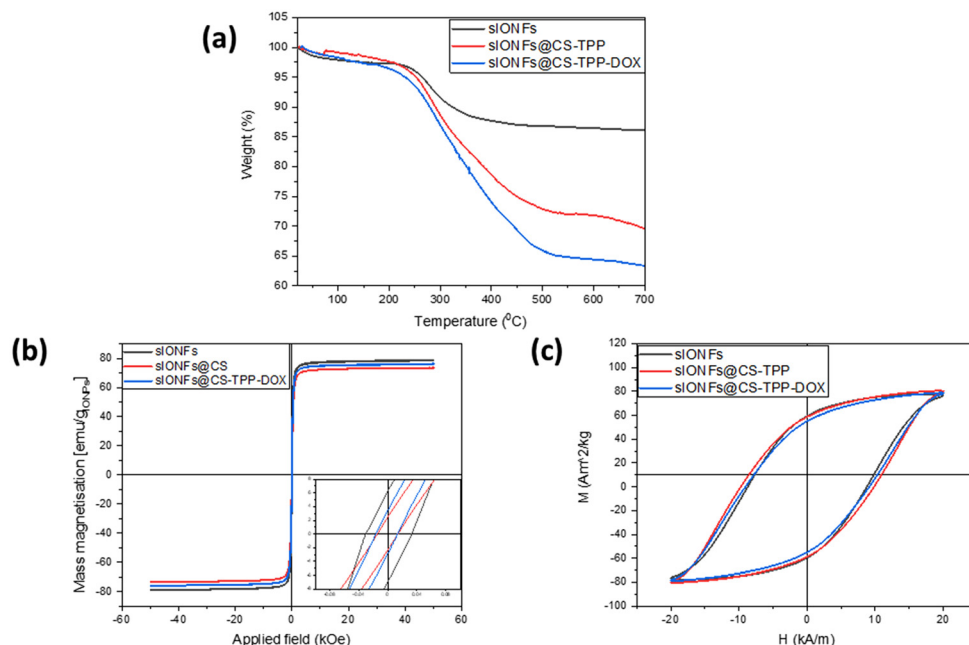 (a)
105
100
95
90
85
80
75
70
65
60
Weight (%)
sIONFs
sIONFs@CS-TPP
sIONFs@CS-TPP-DOX
100 200 300 400 500 600 700
Temperature (⁰C)
(b)
80
60
40
20
0
-20
-40
-60
-80
Mass magnetisation [emu/gIONPs]
sIONFs
sIONFs@CS
sIONFs@CS-TPP-DOX
-60 -40 -20 0 20 40 60
Applied field (kOe)
(c)
120
100
80
60
40
20
0
-20
-40
-60
-80
-100
M (Am^2/kg
sIONFs
sIONFs@CS-TPP
sIONFs@CS-TPP-DOX
-20 -10 0 10 20
H (kA/m)